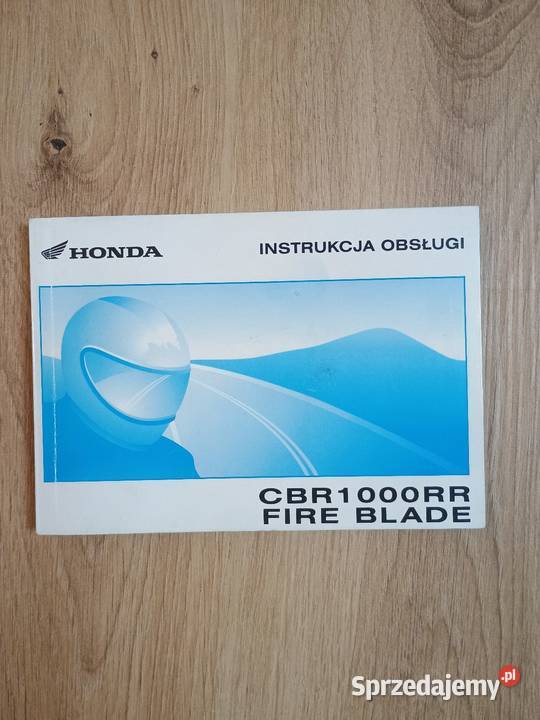 HONDA
INSTRUKCJA OBSŁUGI
CBR1000RR
FIRE BLADE
Sprzedajemy.pl